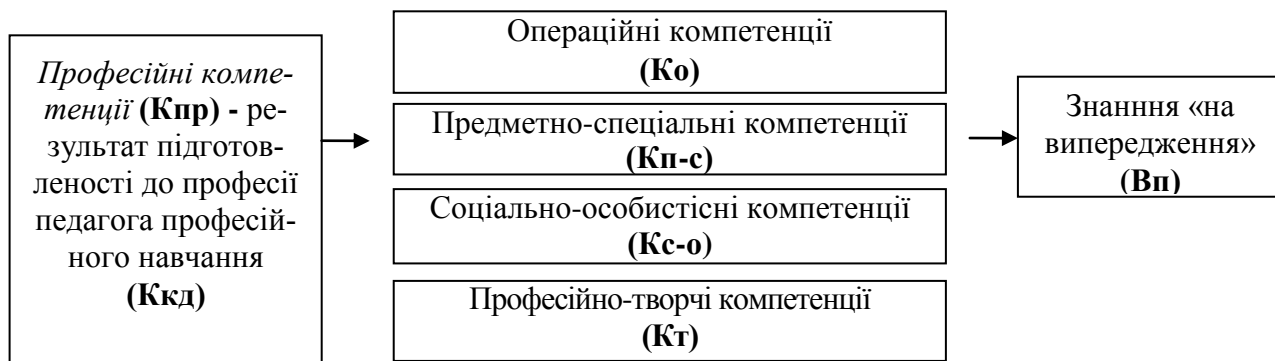 Професійні компе-
тенції (Кпр) - ре-
зультат підготов-
леності до професії
педагога професій-
ного навчання
(Ккд)
Операційні компетенції
(Ко)
Предметно-спеціальні компетенції
(Кп-с)
Соціально-особистісні компетенції
(Кс-о)
Професійно-творчі компетенції
(Кт)
Знанння «на
випередження»
(Вп)